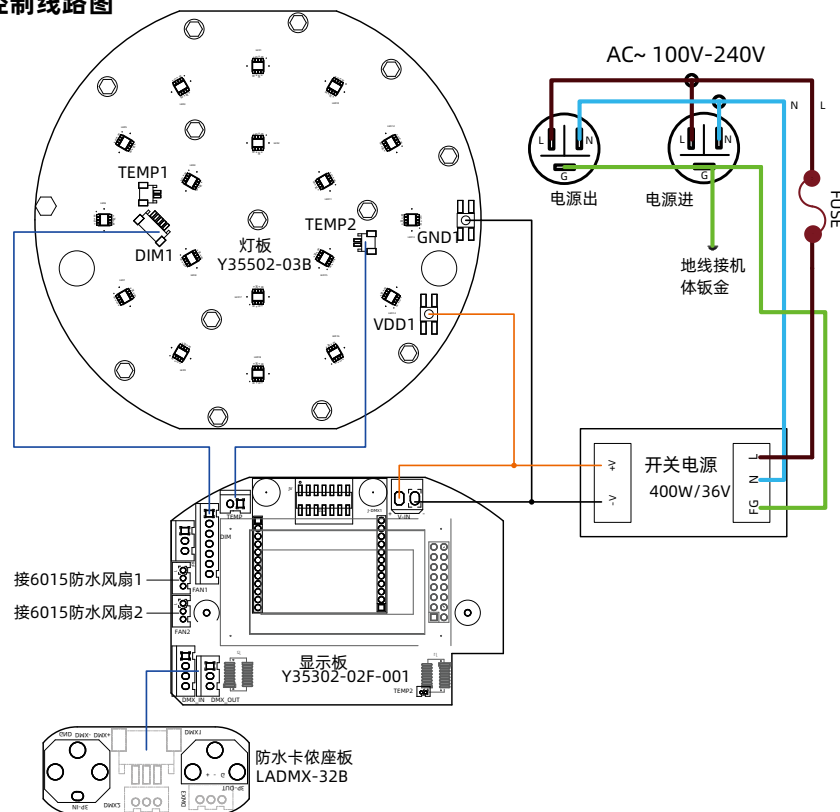 控制线路图
AC~ 100V-240V
N
L
L
N
L
N
G
G
电源出
电源进
FUSE
地线接机
体钣金
TEMP1
DIM1
TEMP2
灯板
Y35502-03B
GND1
VDD1
开关电源
400W/36V
+V
-V
L
N
FG
TEMP
V-IN
DIM
J-DMX1
FAN1
接6015防水风扇1
接6015防水风扇2
FAN2
显示板
Y35302-02F-001
TEMP2
DMX_IN
DMX_OUT
GND
DMX-
DMX+
防水卡侬座板
LADMX-32B
3P-IN
3P-OUT